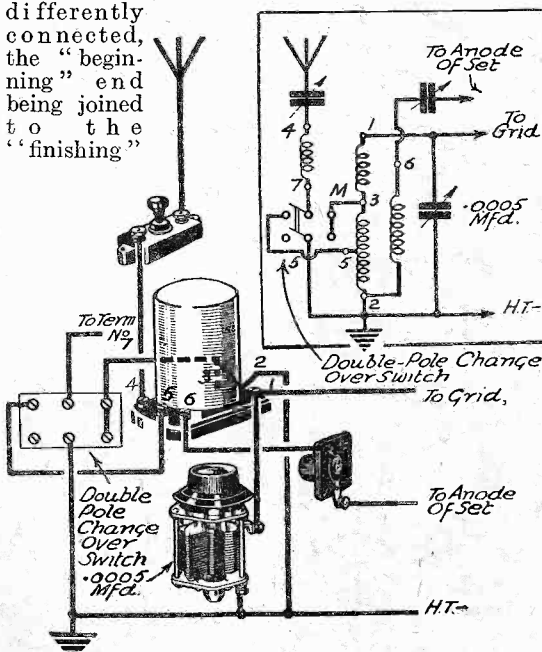 differently
connected,
the “begin-
ning” end
being joined
to the
“finishing”
To Anode
Of Set
To
Grid
4
1
6
7
M
3
.0005
Mfd.
5
5
2
H.T.-
Double-Pole Change
Over Switch
To Term
No
7
4
5
6
3
2
1
To Grid,
Double
Pole
Change
Over
Switch
.0005
Mfd.
To Anode
Of Set
H.T.-